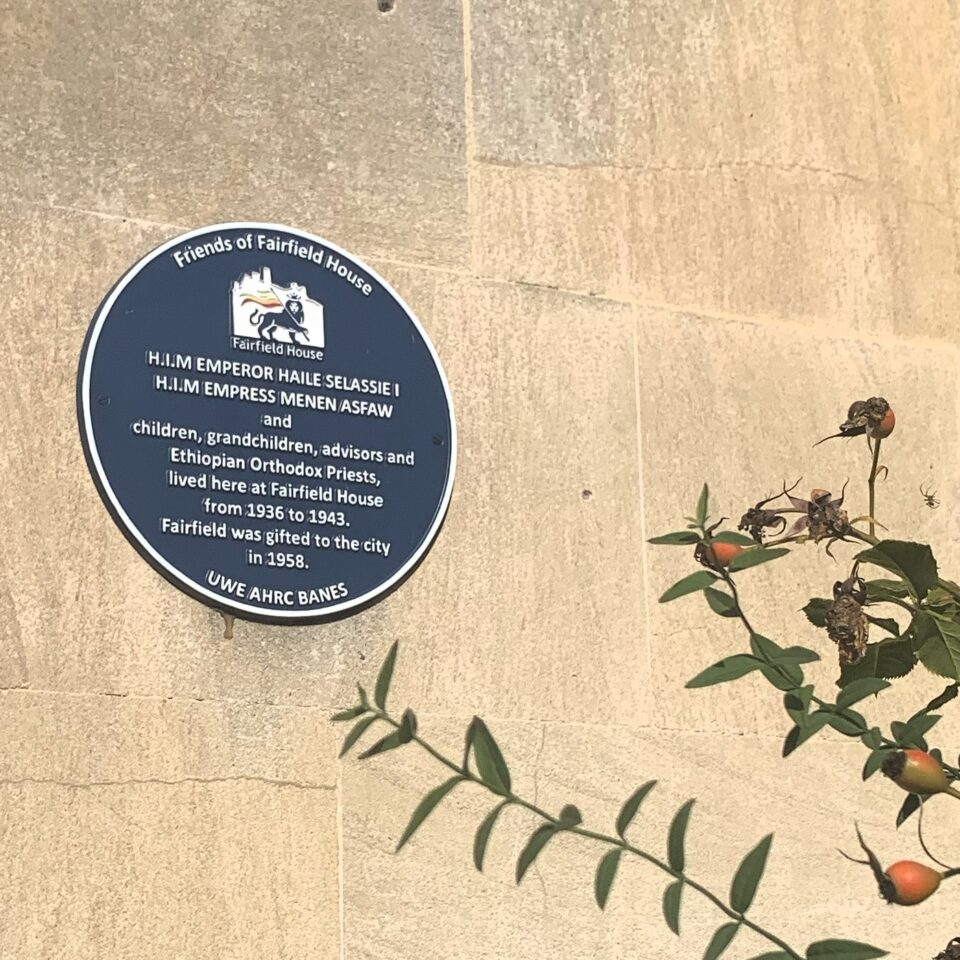 Friends of Fairfield House
Fairfield House
H.I.M EMPEROR HAILE SELASSIE I
H.I.M EMPRESS MENEN ASFAW
and
children, grandchildren, advisors and
Ethiopian Orthodox Priests,
lived here at Fairfield House
from 1936 to 1943.
Fairfield was gifted to the city
in 1958.
UWE AHRC BANES